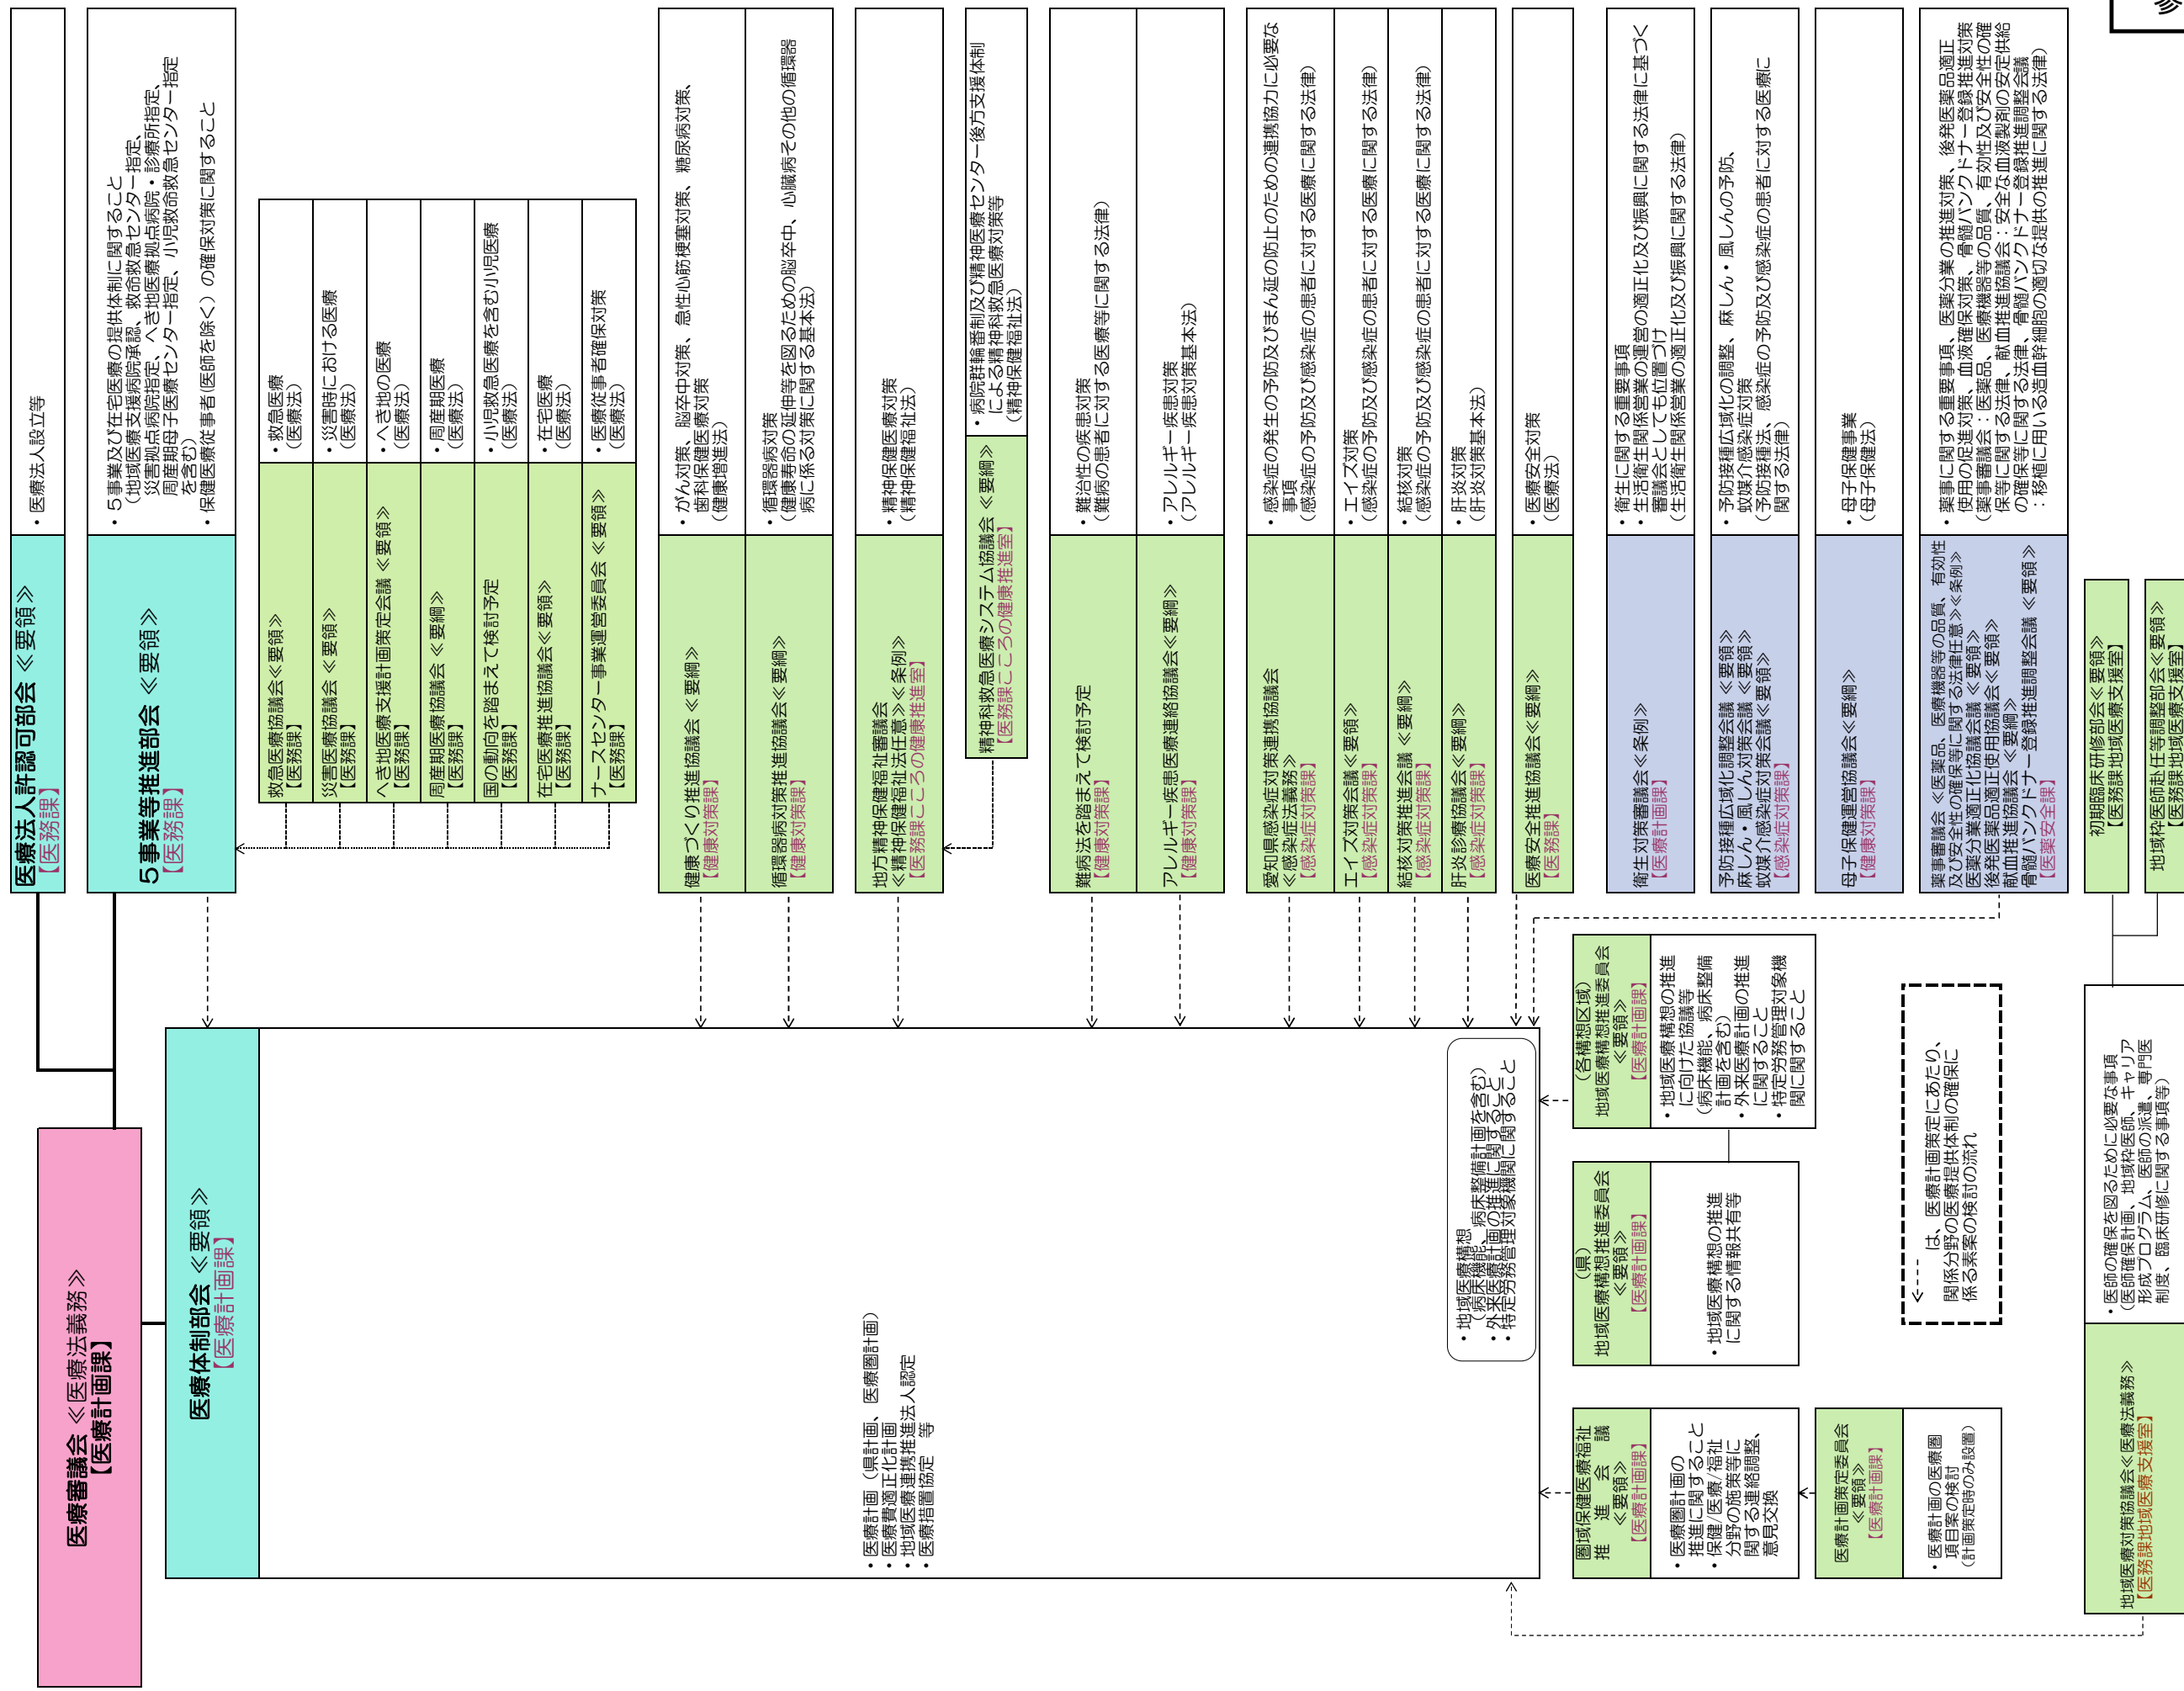 医療審議会 ≪医療法義務≫
【医療計画課】
医療法人許認可部会 ≪要領≫
【医務課】
・医療法人設立等
５事業等推進部会 ≪要領≫
【医務課】
・５事業及び在宅医療の提供体制に関すること
（地域医療支援病院承認、救命救急センター指定、
災害拠点病院指定、へき地医療拠点病院・診療所指定、
周産期母子医療センター指定、小児救命救急センター指定
を含む）
・保健医療従事者(医師を除く）の確保対策に関すること
救急医療協議会≪要領≫
【医務課】
・救急医療
（医療法）
災害医療協議会 ≪要領≫
【医務課】
・災害時における医療
（医療法）
へき地医療支援計画策定会議 ≪要領≫
【医務課】
・へき地の医療
（医療法）
周産期医療協議会 ≪要綱≫
【医務課】
・周産期医療
（医療法）
国の動向を踏まえて検討予定
【医務課】
・小児救急医療を含む小児医療
（医療法）
在宅医療推進協議会≪要領≫
【医務課】
・在宅医療
（医療法）
ナースセンター事業運営委員会 ≪要領≫
【医務課】
・医療従事者確保対策
（医療法）
医療体制部会 ≪要領≫
【医療計画課】
・医療計画（県計画、医療圏計画）
・医療費適正化計画
・地域医療連携推進法人認定
・医療措置協定　等
・地域医療構想
（病床機能、病床整備計画を含む）
・外来医療計画の推進に関すること
・特定労務管理対象機関に関すること
健康づくり推進協議会 ≪要綱≫
【健康対策課】
・がん対策、脳卒中対策、急性心筋梗塞対策、糖尿病対策、
歯科保健医療対策
（健康増進法）
循環器病対策推進協議会≪要綱≫
【健康対策課】
・循環器病対策
（健康寿命の延伸等を図るための脳卒中、心臓病その他の循環器
病に係る対策に関する基本法）
地方精神保健福祉審議会
≪精神保健福祉法任意≫≪条例≫
【医務課こころの健康推進室】
・精神保健医療対策
（精神保健福祉法）
精神科救急医療システム協議会 ≪要綱≫
【医務課こころの健康推進室】
・病院群輪番制及び精神医療センター後方支援体制
による精神科救急医療対策等
（精神保健福祉法）
難病法を踏まえて検討予定
【健康対策課】
・難治性の疾患対策
（難病の患者に対する医療等に関する法律）
アレルギー疾患医療連絡協議会≪要綱≫
【健康対策課】
・アレルギー疾患対策
（アレルギー疾患対策基本法）
愛知県感染症対策連携協議会
≪感染症法義務≫
【感染症対策課】
・感染症の発生の予防及びまん延の防止のための連携協力に必要な
事項
（感染症の予防及び感染症の患者に対する医療に関する法律）
エイズ対策会議≪要領≫
【感染症対策課】
・エイズ対策
（感染症の予防及び感染症の患者に対する医療に関する法律）
結核対策推進会議 ≪要綱≫
【感染症対策課】
・結核対策
（感染症の予防及び感染症の患者に対する医療に関する法律）
肝炎診療協議会≪要綱≫
【感染症対策課】
・肝炎対策
（肝炎対策基本法）
医療安全推進協議会≪要綱≫
【医務課】
・医療安全対策
（医療法）
衛生対策審議会≪条例≫
【医療計画課】
・衛生に関する重要事項
・生活衛生関係営業の運営の適正化及び振興に関する法律に基づく
審議会としても位置づけ
（生活衛生関係営業の適正化及び振興に関する法律）
予防接種広域化調整会議 ≪要領≫
麻しん・風しん対策会議 ≪要領≫
蚊媒介感染症対策会議≪要領≫
【感染症対策課】
・予防接種広域化の調整、麻しん・風しんの予防、
蚊媒介感染症対策
（予防接種法、感染症の予防及び感染症の患者に対する医療に
関する法律）
母子保健運営協議会≪要綱≫
【健康対策課】
・母子保健事業
（母子保健法）
薬事審議会 ≪医薬品、医療機器等の品質、有効性
及び安全性の確保等に関する法律任意≫≪条例≫
医薬分業適正化協議会議 ≪要領≫
後発医薬品適正使用協議会≪要領≫
献血推進協議会 ≪要綱≫
骨髄バンクドナー登録推進調整会議 ≪要領≫
【医薬安全課】
・薬事に関する重要事項、医薬分業の推進対策、後発医薬品適正
使用の促進対策、血液確保対策、骨髄バンクドナー登録推進対策
（薬事審議会：医薬品、医療機器等の品質、有効性及び安全性の確
保等に関する法律、献血推進協議会：安全な血液製剤の安定供給
の確保等に関する法律、骨髄バンクドナー登録推進調整会議
：移植に用いる造血幹細胞の適切な提供の推進に関する法律）
（各構想区域）
地域医療構想推進委員会
≪要領≫
【医療計画課】
・地域医療構想の推進
に向けた協議等
（病床機能、病床整備
計画を含む）
・外来医療計画の推進
に関すること
・特定労務管理対象機
関に関すること
（県）
地域医療構想推進委員会
≪要領≫
【医療計画課】
・地域医療構想の推進
に関する情報共有等
圏域保健医療福祉
推進会議
≪要領≫
【医療計画課】
・医療圏計画の
推進に関すること
・保健/医療/福祉
分野の施策等に
関する連絡調整、
意見交換
医療計画策定委員会
≪要領≫
【医療計画課】
・医療計画の医療圏
項目案の検討
（計画策定時のみ設置）
は、医療計画策定にあたり、
関係分野の医療提供体制の確保に
係る素案の検討の流れ
地域医療対策協議会≪医療法義務≫
【医務課地域医療支援室】
・医師の確保を図るために必要な事項
（医師確保計画、地域枠医師、キャリア
形成プログラム、医師の派遣、専門医
制度、臨床研修に関する事項等）
初期臨床研修部会≪要領≫
【医務課地域医療支援室】
地域枠医師赴任等調整部会≪要領≫
【医務課地域医療支援室】
参